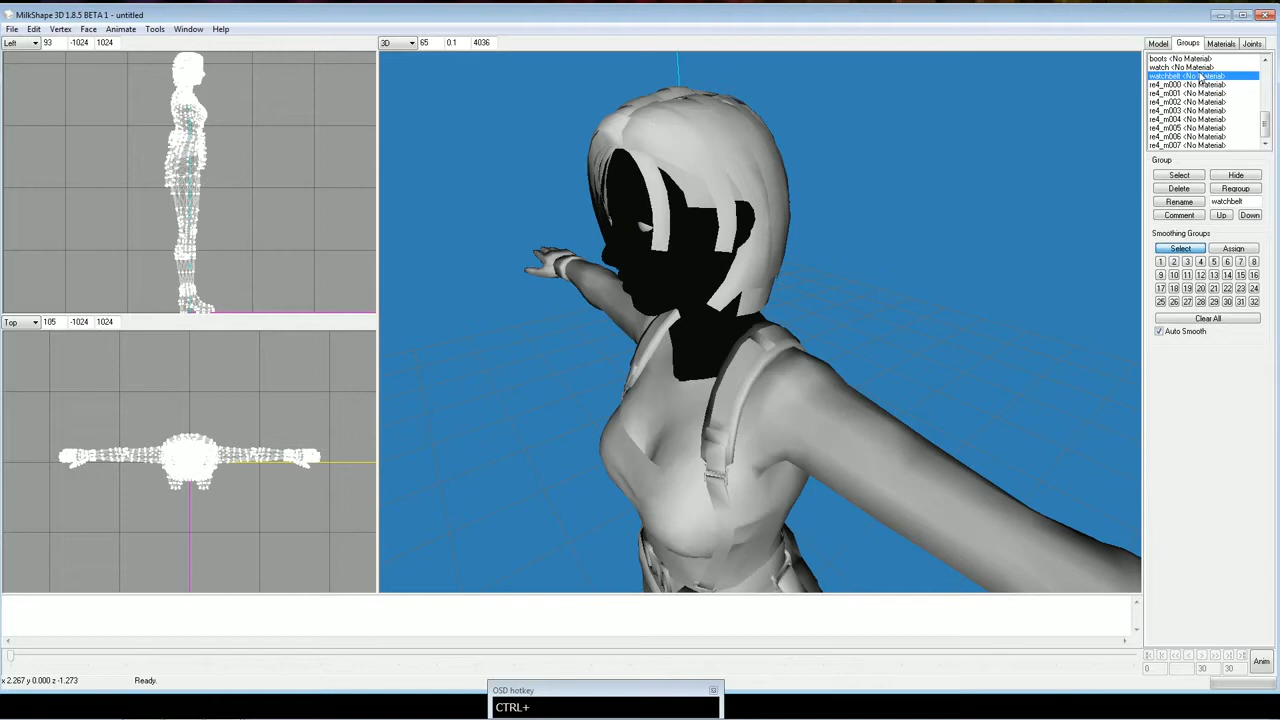 MilkShape 3D 1.8.5 BETA 1 - untitled
File Edit Vertex Face Animate Tools Window Help
Left 93 -1024 1024
3D 65 0.1 4036
Model Groups Materials Joints
boots <No Material>
watch <No Material>
watchbelt <No Material>
re4_m000 <No Material>
re4_m001 <No Material>
re4_m002 <No Material>
re4_m003 <No Material>
re4_m004 <No Material>
re4_m005 <No Material>
re4_m006 <No Material>
re4_m007 <No Material>
Group
Select Hide
Delete Regroup
Rename watchbelt
Comment Up Down
Smoothing Groups
Select Assign
1 2 3 4 5 6 7 8
9 10 11 12 13 14 15 16
17 18 19 20 21 22 23 24
25 26 27 28 29 30 31 32
Clear All
Auto Smooth
Top 105 -1024 1024
0 30 30 Anim
x 2.267 y 0.000 z -1.273 Ready.
OSD hotkey
CTRL+